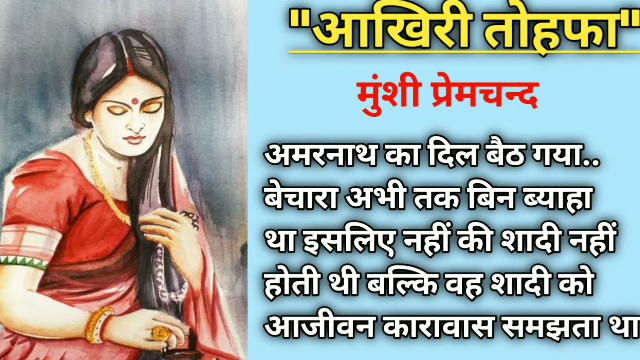 "आखिरी तोहफा"
मुंशी प्रेमचन्द
अमरनाथ का दिल बैठ गया..
बेचारा अभी तक बिन ब्याहा
था इसलिए नहीं की शादी नहीं
होती थी बल्कि वह शादी को
आजीवन कारावास समझता था